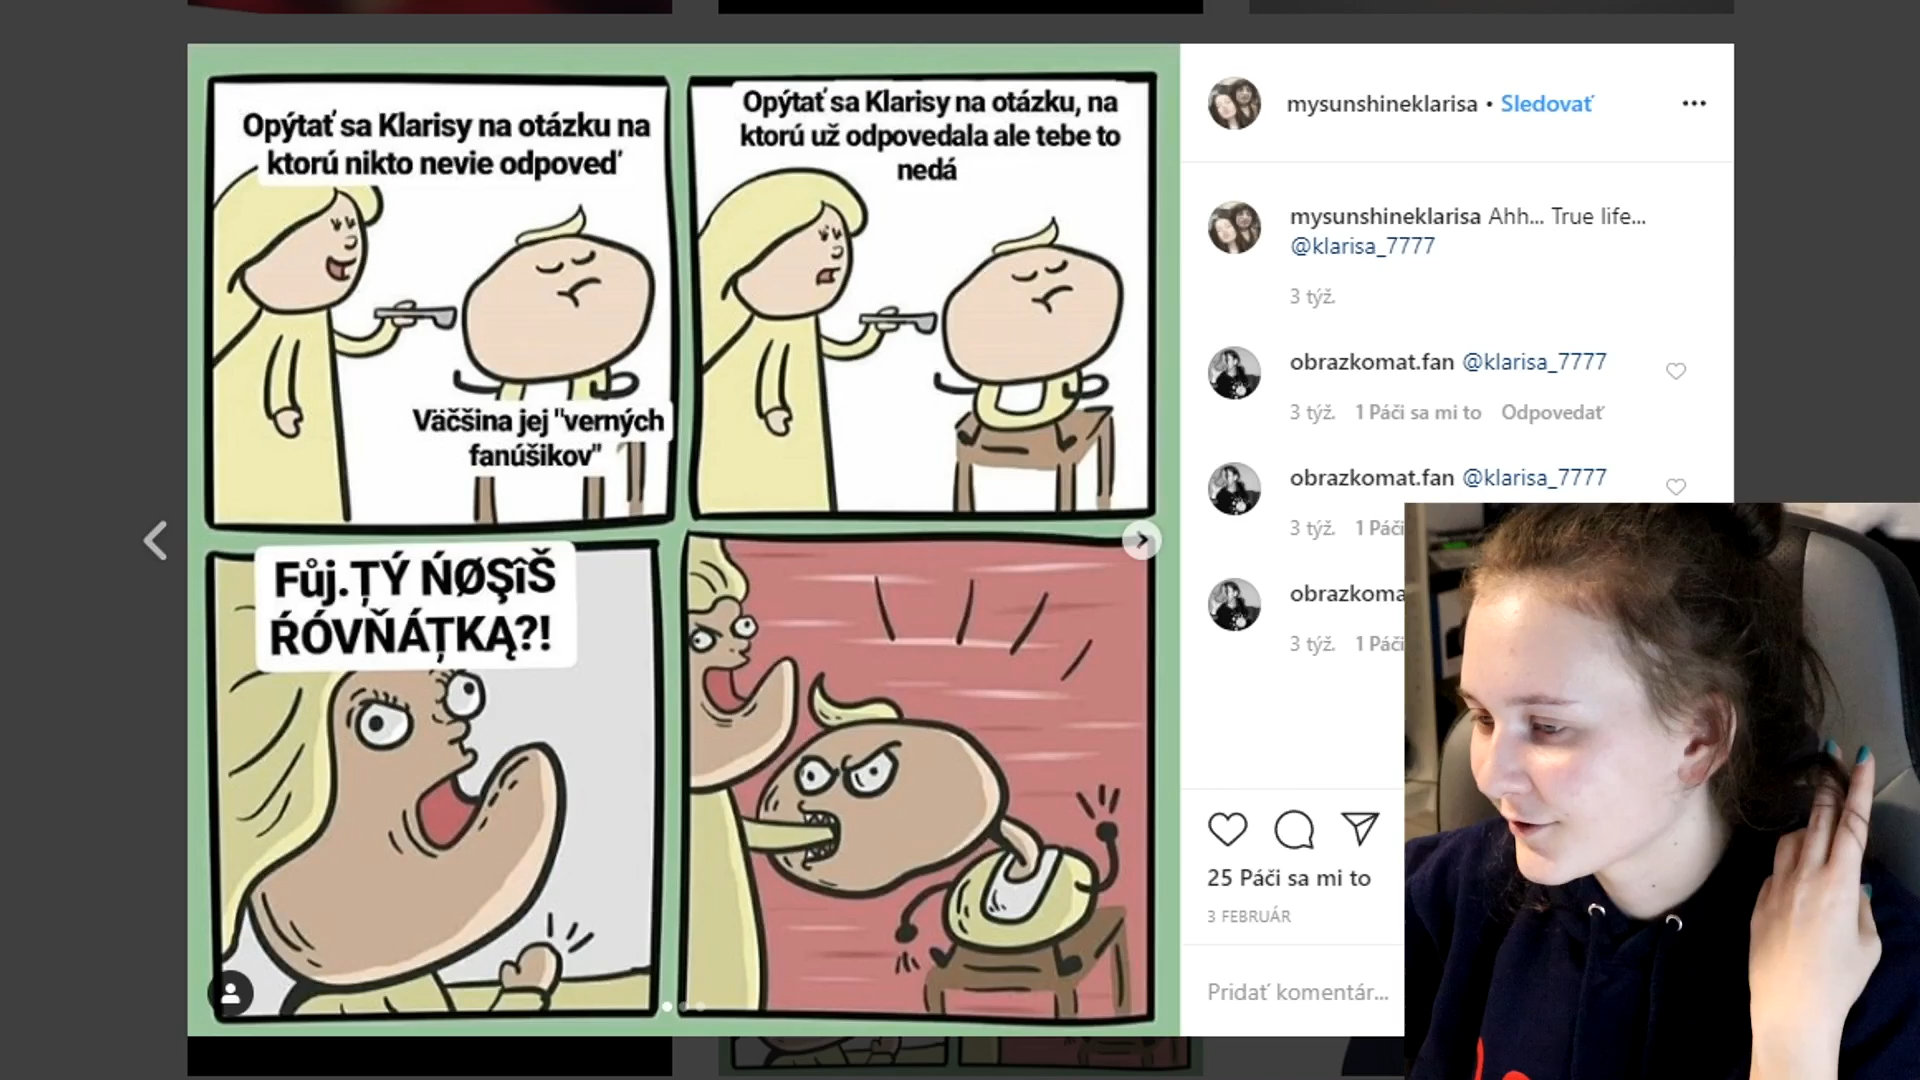 Opýtať sa Klarisy na otázku na
ktorú nikto nevie odpoveď
Väčšina jej "verných
fanúšikov"
Opýtať sa Klarisy na otázku, na
ktorú už odpovedala ale tebe to
nedá
Fůj.ŢÝ ŃØŞîŠ
ŔÓVŇÁŢKĄ?!
mysunshineklarisa • Sledovať
mysunshineklarisa Ahh... True life...
@klarisa_7777
3 týž.
obrazkomat.fan @klarisa_7777
3 týž. 1 Páči sa mi to Odpovedať
obrazkomat.fan @klarisa_7777
3 týž. 1 Páči
obrazkoma
3 týž. 1 Páči
25 Páči sa mi to
3 FEBRUÁR
Pridať komentár...